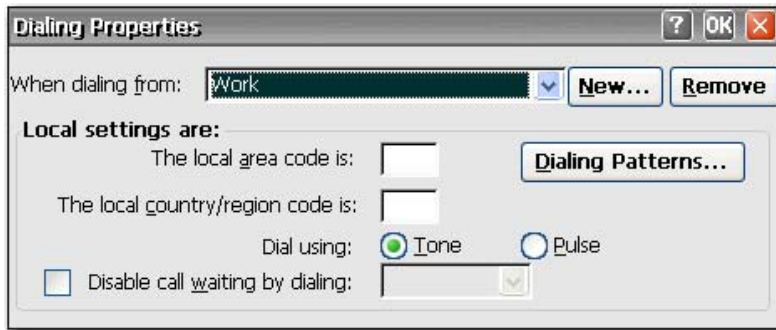 Dialing Properties ? OK X
When dialing from: Work New... Remove
Local settings are:
The local area code is: Dialing Patterns...
The local country/region code is:
Dial using: Tone Pulse
Disable call waiting by dialing: